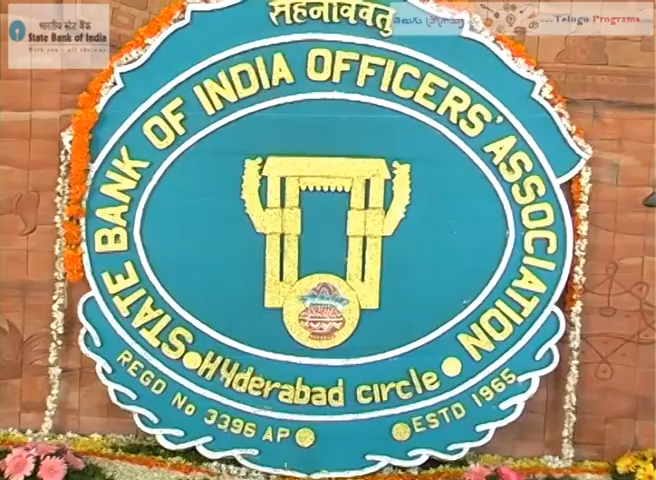 भारतीय स्टेट बैंक
State Bank of India
With you - all the way
सहनाववतु
తెలుగు ప్రోగ్రామ్స్
...Telugu Programs...
STATE BANK OF INDIA OFFICERS' ASSOCIATION
HYderabad circle
REGD No 3396 AP
ESTD 1965